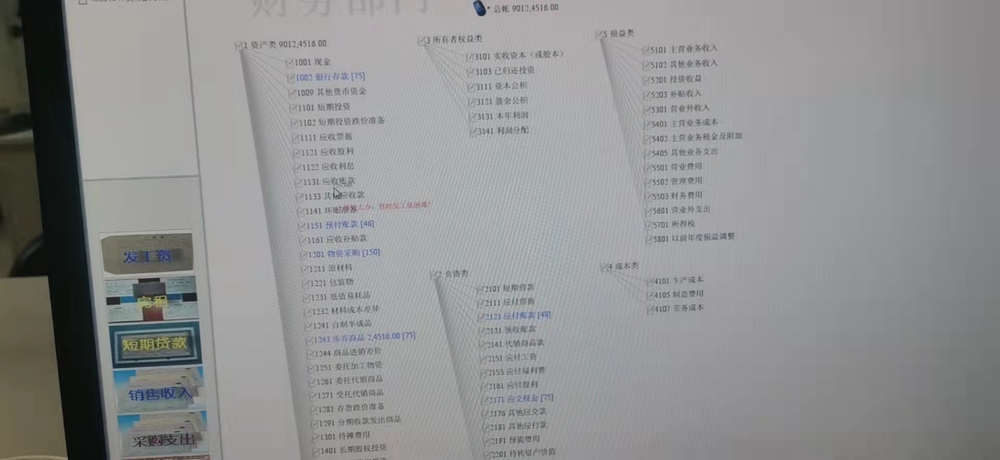 财务部门
总帐 9012,4516.00
1 资产类 9012,4516.00
1001 现金
1002 银行存款 [75]
1009 其他货币资金
1101 短期投资
1102 短期投资跌价准备
1111 应收票据
1121 应收股利
1122 应收利息
1131 应收账款
1133 其他应收款
1141 坏账准备
1151 预付账款 [46]
1161 应收补贴款
1201 物资采购 [150]
1211 原材料
1221 包装物
1231 低值易耗品
1232 材料成本差异
1241 自制半成品
1243 库存商品 2,4516.00 [75]
1244 商品进销差价
1251 委托加工物资
1261 委托代销商品
1271 受托代销商品
1281 存货跌价准备
1291 分期收款发出商品
1301 待摊费用
1401 长期股权投资
3 所有者权益类
3101 实收资本（或股本）
3103 已归还投资
3111 资本公积
3121 盈余公积
3131 本年利润
3141 利润分配
2 负债类
2101 短期借款
2111 应付票据
2121 应付账款 [48]
2131 预收账款
2141 代销商品款
2151 应付工资
2153 应付福利费
2161 应付股利
2171 应交税金 [75]
2176 其他应交款
2181 其他应付款
2191 预提费用
2201 待转资产价值
5 损益类
5101 主营业务收入
5102 其他业务收入
5201 投资收益
5203 补贴收入
5301 营业外收入
5401 主营业务成本
5402 主营业务税金及附加
5405 其他业务支出
5501 营业费用
5502 管理费用
5503 财务费用
5601 营业外支出
5701 所得税
5801 以前年度损益调整
4 成本类
4101 生产成本
4105 制造费用
4107 劳务成本
发工资
房租
短期贷款
销售收入
采购支出